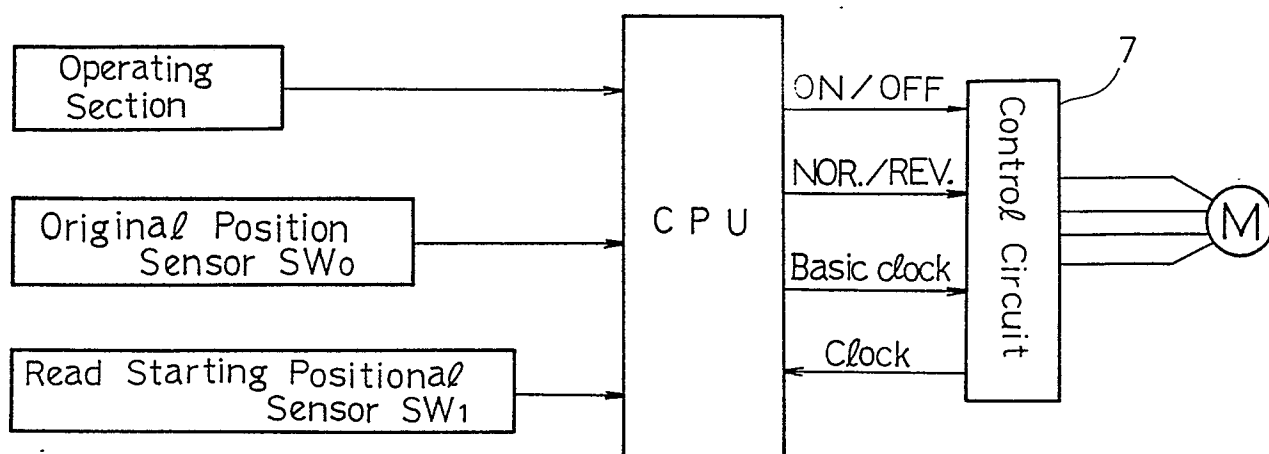 Operating
Section
Original Position
Sensor SW₀
Read Starting Positional
Sensor SW₁
CPU
ON/OFF
NOR./REV.
Basic clock
Clock
7
Control Circuit
M